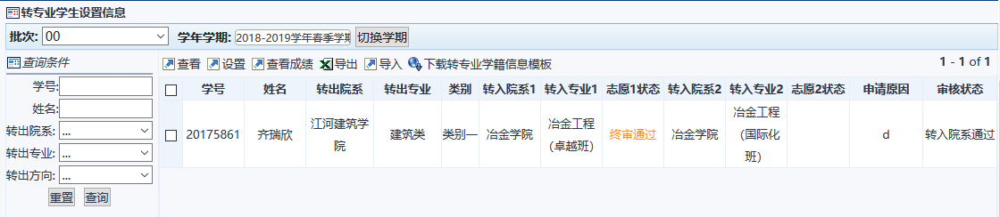 转专业学生设置信息
批次: 00 学年学期: 2018-2019学年春季学期 切换学期
查询条件
学号:
姓名:
转出院系: ...
转出专业: ...
转出方向: ...
重置 查询
查看 设置 查看成绩 导出 导入 下载转专业学籍信息模板 1 - 1 of 1
学号 姓名 转出院系 转出专业 类别 转入院系1 转入专业1 志愿1状态 转入院系2 转入专业2 志愿2状态 申请原因 审核状态
20175861 齐瑞欣 江河建筑学院 建筑类 类别一 冶金学院 冶金工程（卓越班） 终审通过 冶金学院 冶金工程（国际化班） d 转入院系通过